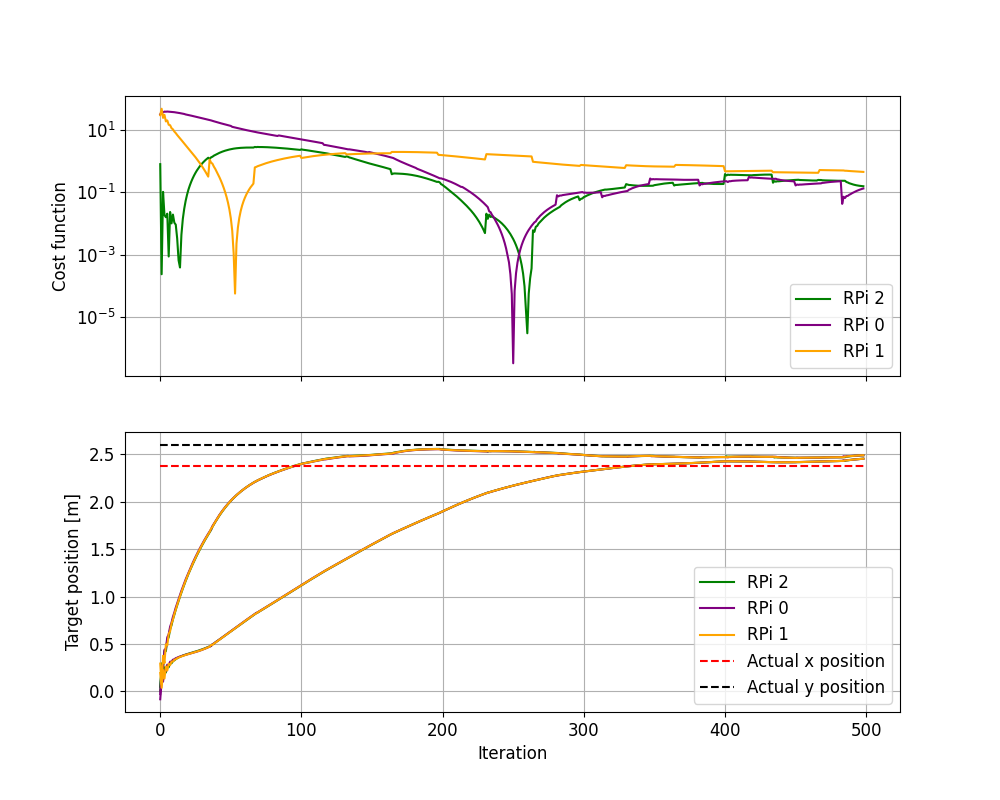 Cost function
10^1
10^-1
10^-3
10^-5
RPi 2
RPi 0
RPi 1
Target position [m]
2.5
2.0
1.5
1.0
0.5
0.0
RPi 2
RPi 0
RPi 1
Actual x position
Actual y position
0 100 200 300 400 500
Iteration